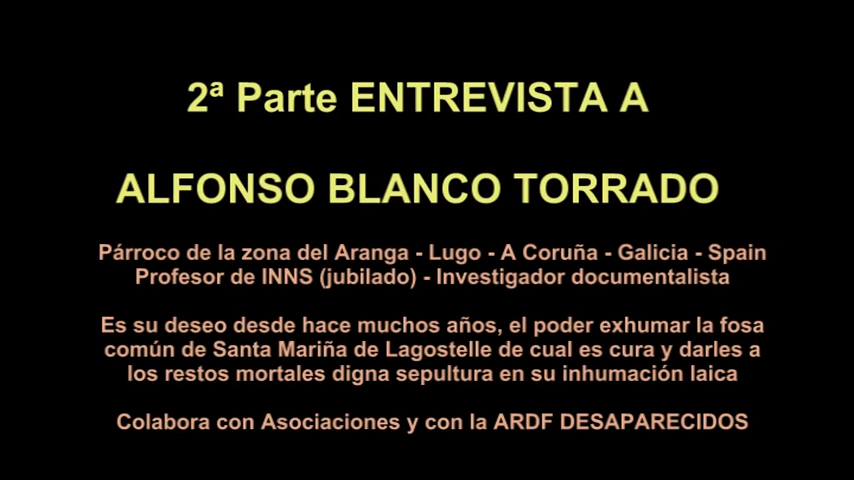 2ª Parte ENTREVISTA A
ALFONSO BLANCO TORRADO
Párroco de la zona del Aranga - Lugo - A Coruña - Galicia - Spain
Profesor de INNS (jubilado) - Investigador documentalista
Es su deseo desde hace muchos años, el poder exhumar la fosa
común de Santa Mariña de Lagostelle de cual es cura y darles a
los restos mortales digna sepultura en su inhumación laica
Colabora con Asociaciones y con la ARDF DESAPARECIDOS